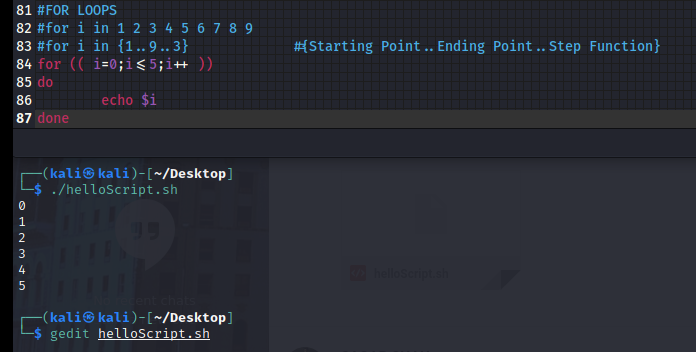 81 #FOR LOOPS
82 #for i in 1 2 3 4 5 6 7 8 9
83 #for i in {1..9..3} #{Starting Point..Ending Point..Step Function}
84 for (( i=0;i<=5;i++ ))
85 do
86 echo $i
87 done
┌──(kali㉿kali)-[~/Desktop]
└─$ ./helloScript.sh
0
1
2
3
4
5
┌──(kali㉿kali)-[~/Desktop]
└─$ gedit helloScript.sh
helloScript.sh